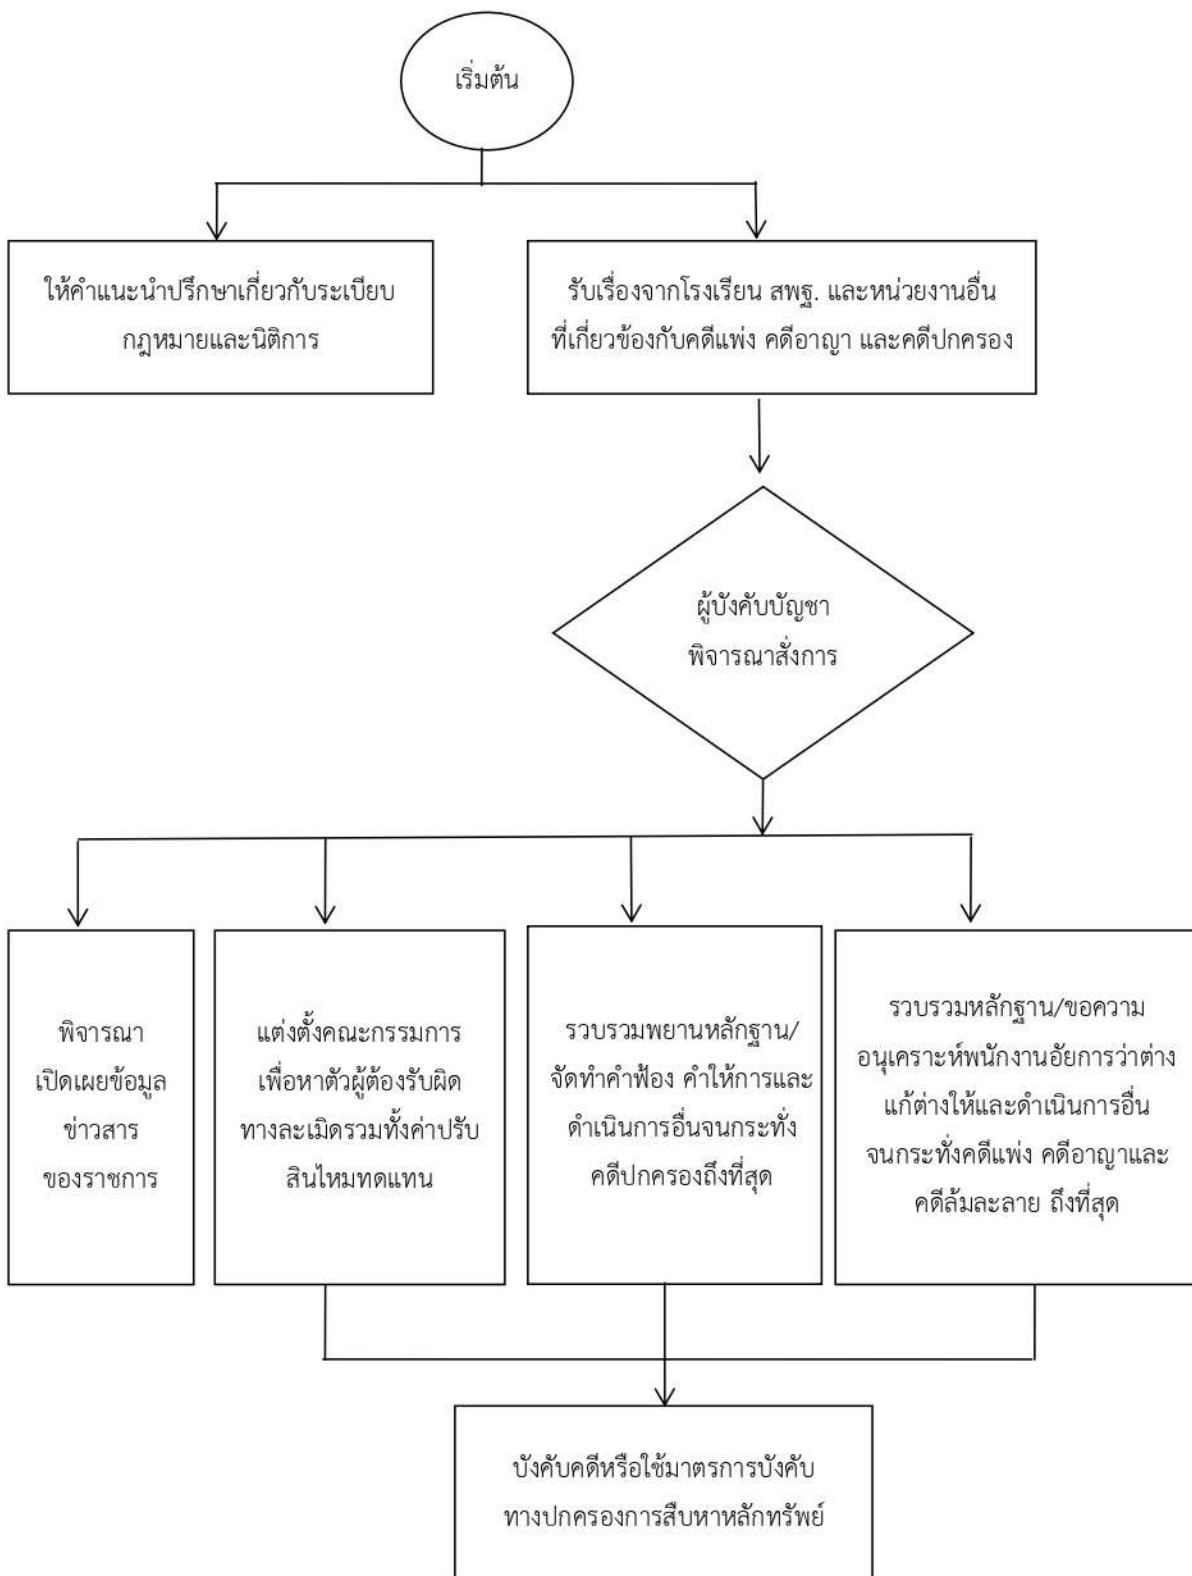 เริ่มต้น
ให้คำแนะนำปรึกษาเกี่ยวกับระเบียบ
กฎหมายและนิติการ
รับเรื่องจากโรงเรียน สพฐ. และหน่วยงานอื่น
ที่เกี่ยวข้องกับคดีแพ่ง คดีอาญา และคดีปกครอง
ผู้บังคับบัญชา
พิจารณาสั่งการ
พิจารณา
เปิดเผยข้อมูล
ข่าวสาร
ของราชการ
แต่งตั้งคณะกรรมการ
เพื่อหาตัวผู้ต้องรับผิด
ทางละเมิดรวมทั้งค่าปรับ
สินไหมทดแทน
รวบรวมพยานหลักฐาน/
จัดทำคำฟ้อง คำให้การและ
ดำเนินการอื่นจนกระทั่ง
คดีปกครองถึงที่สุด
รวบรวมหลักฐาน/ขอความ
อนุเคราะห์พนักงานอัยการว่าต่าง
แก้ต่างให้และดำเนินการอื่น
จนกระทั่งคดีแพ่ง คดีอาญาและ
คดีล้มละลาย ถึงที่สุด
บังคับคดีหรือใช้มาตรการบังคับ
ทางปกครองการสืบหาหลักทรัพย์